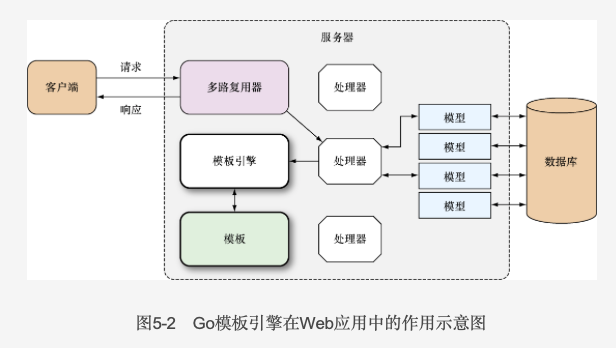 服务器
请求
客户端
多路复用器
处理器
响应
模型
模板引擎
处理器
模型
数据库
模型
模型
模板
处理器
图5-2 Go模板引擎在Web应用中的作用示意图